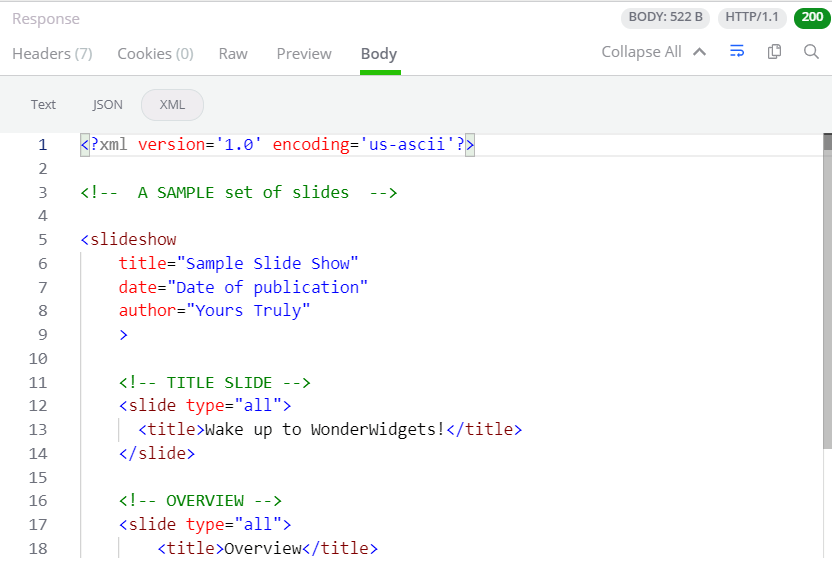 Response BODY: 522 B HTTP/1.1 200
Headers (7) Cookies (0) Raw Preview Body Collapse All
Text JSON XML
1 <?xml version='1.0' encoding='us-ascii'?>
2
3 <!--  A SAMPLE set of slides  -->
4
5 <slideshow
6     title="Sample Slide Show"
7     date="Date of publication"
8     author="Yours Truly"
9     >
10
11     <!-- TITLE SLIDE -->
12     <slide type="all">
13       <title>Wake up to WonderWidgets!</title>
14     </slide>
15
16     <!-- OVERVIEW -->
17     <slide type="all">
18         <title>Overview</title>